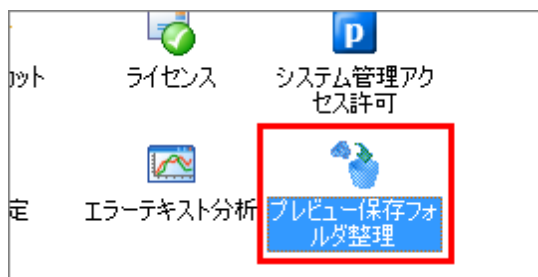 ライセンス
システム管理アク
セス許可
定
エラーテキスト分析
プレビュー保存フォ
ルダ整理